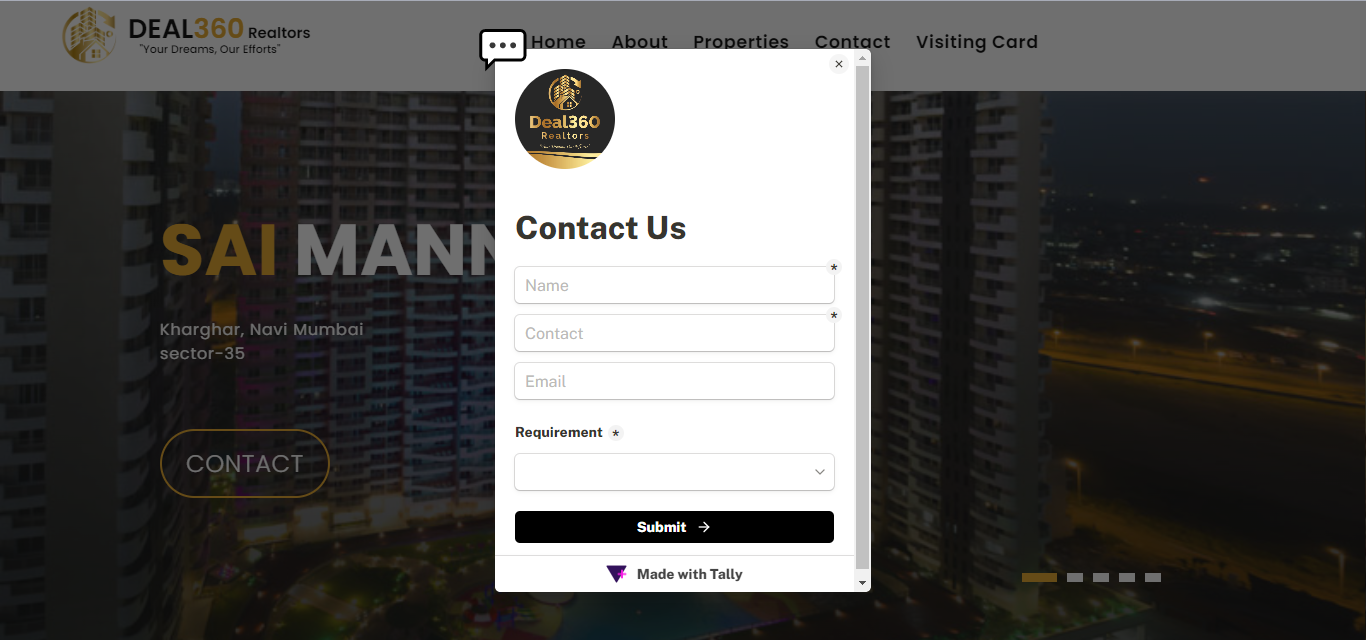 DEAL360 Realtors
"Your Dreams, Our Efforts"
Home About Properties Contact Visiting Card
Deal360
Realtors
Contact Us
*
Name
*
Contact
Email
Requirement *
Submit →
Made with Tally
SAI MANN
Kharghar, Navi Mumbai
sector-35
CONTACT